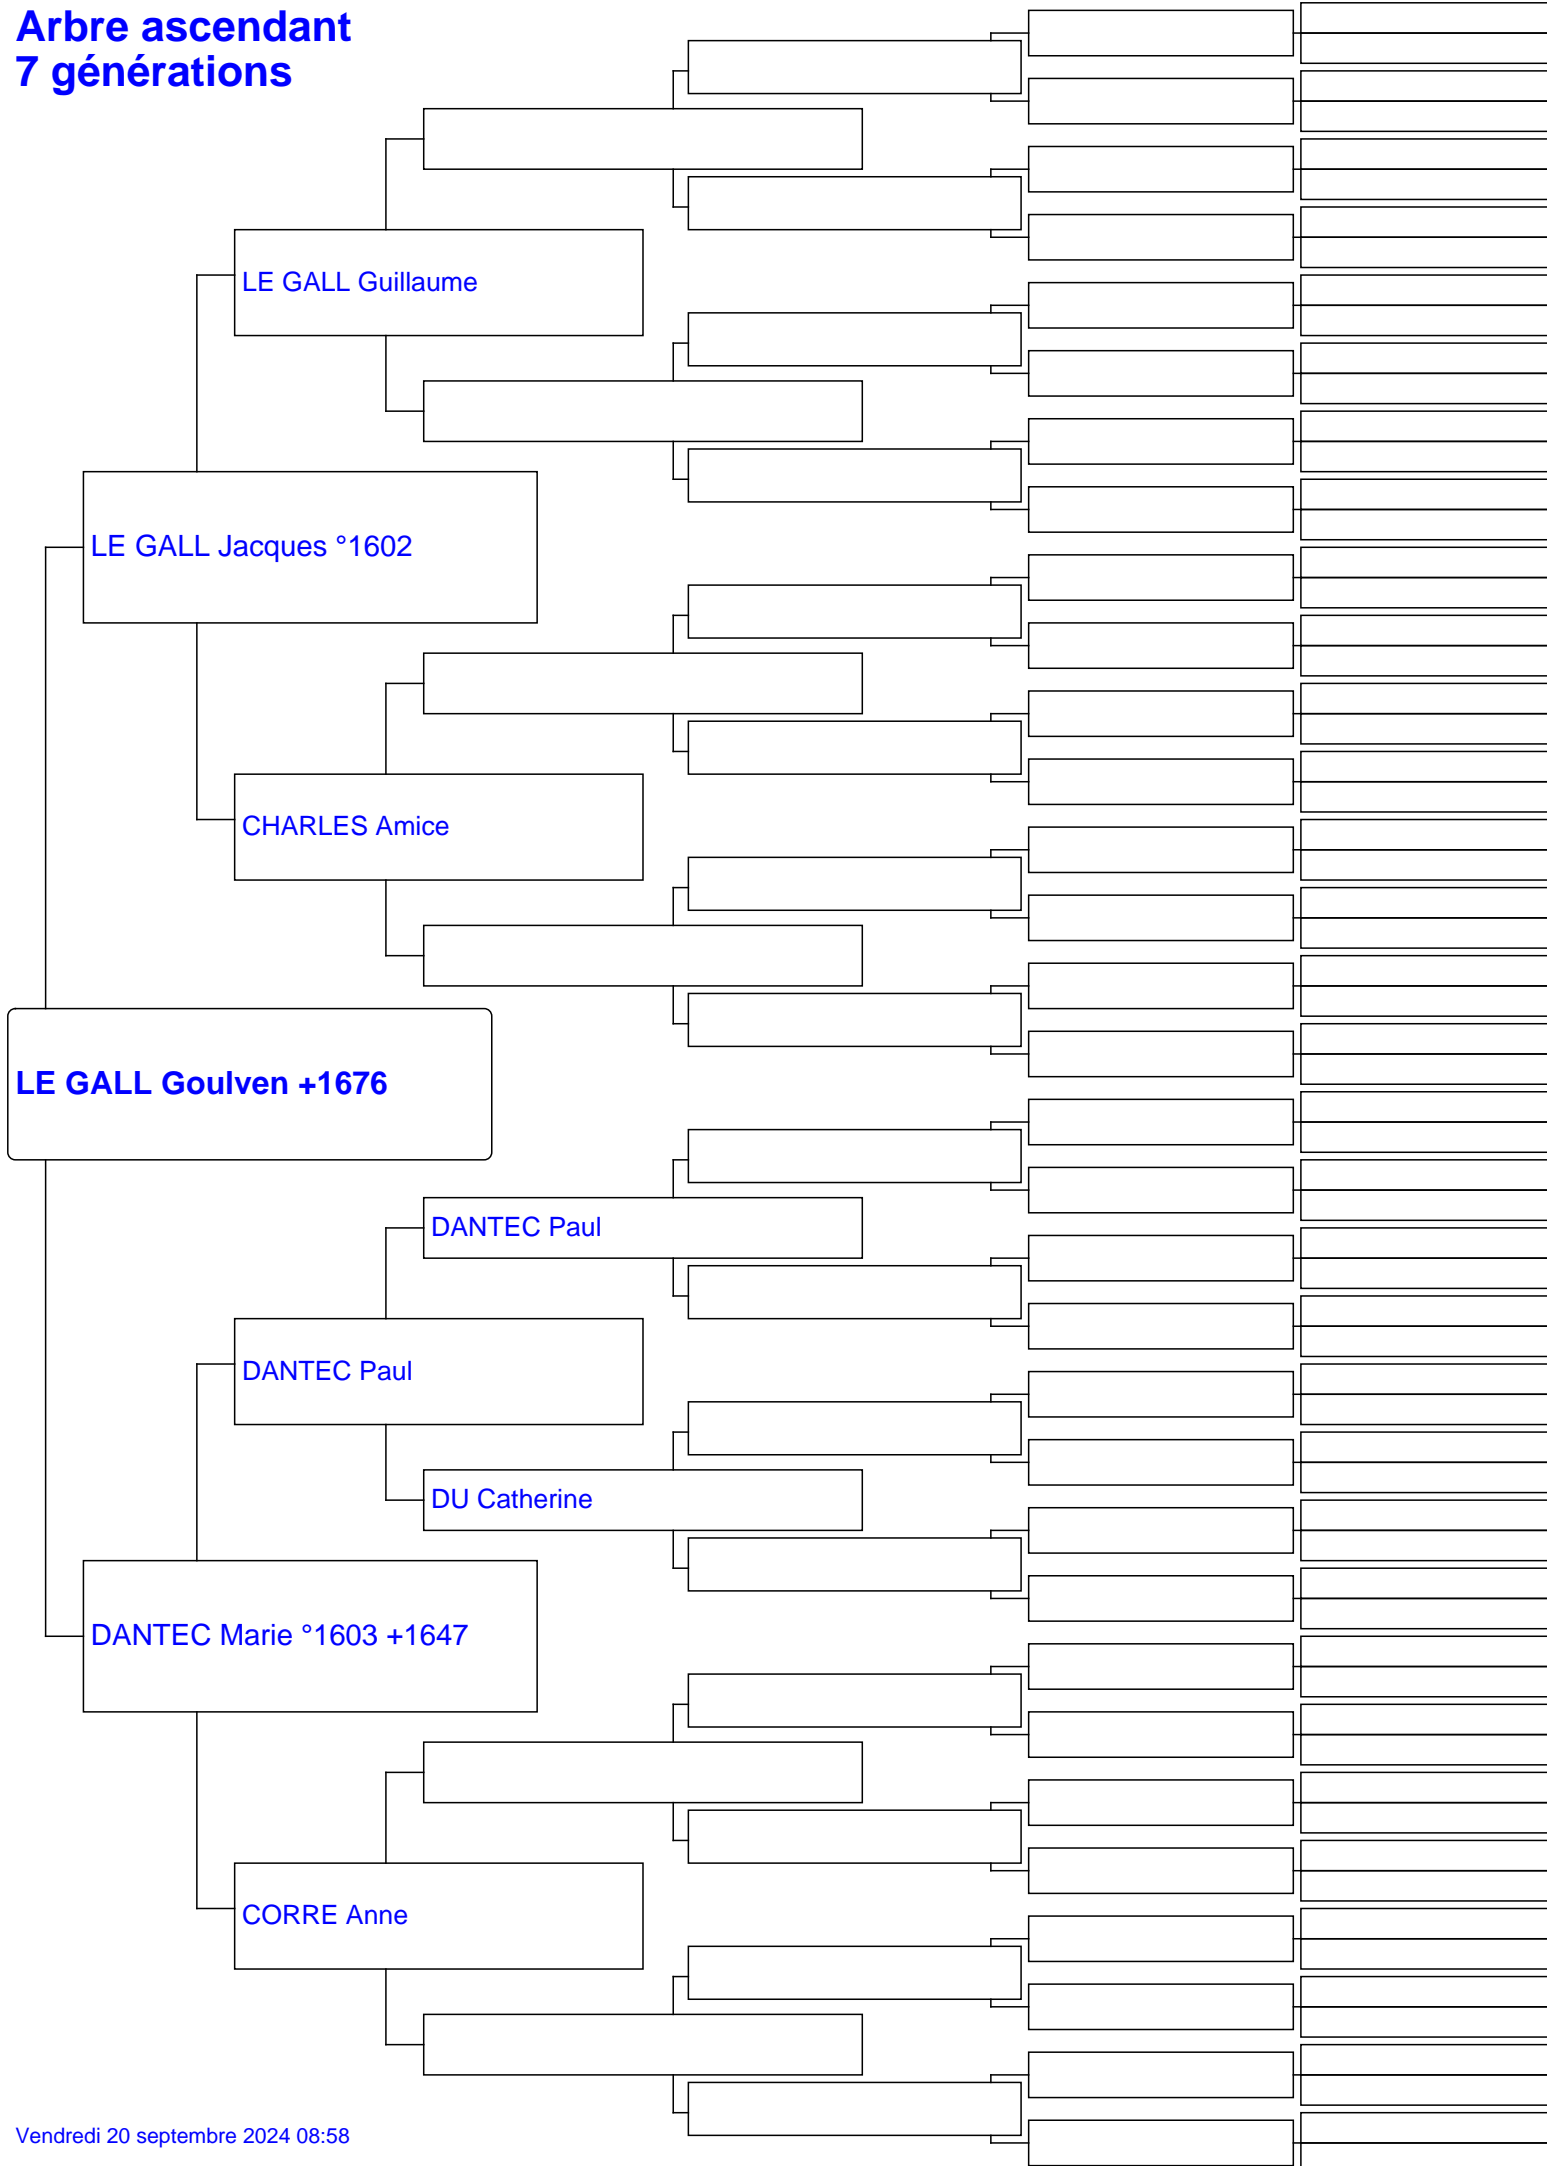 Arbre ascendant
7 générations
LE GALL Guillaume
LE GALL Jacques °1602
CHARLES Amice
LE GALL Goulven +1676
DANTEC Paul
DANTEC Paul
DU Catherine
DANTEC Marie °1603 +1647
CORRE Anne
Vendredi 20 septembre 2024 08:58